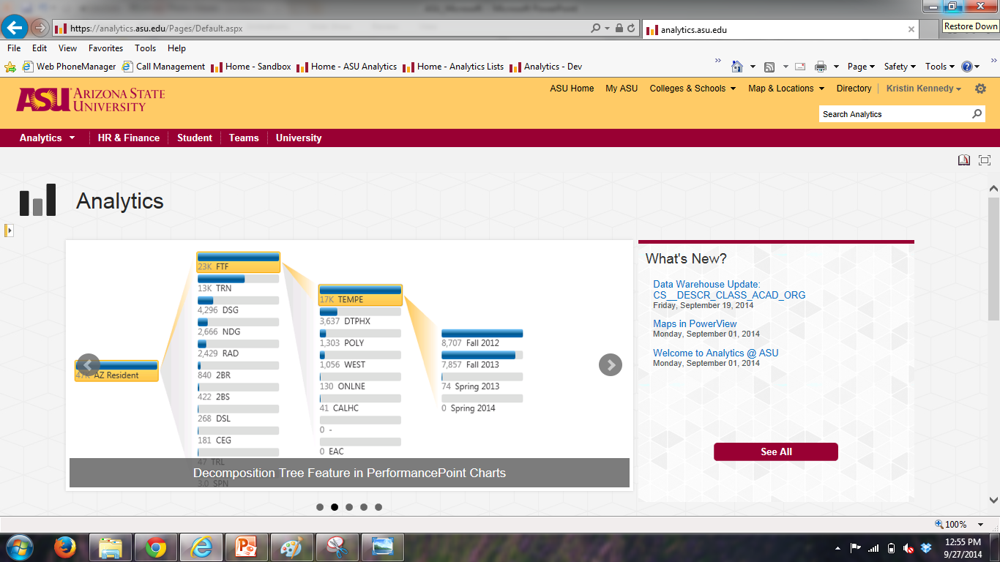 https://analytics.asu.edu/Pages/Default.aspx
analytics.asu.edu
Restore Down
File Edit View Favorites Tools Help
Web PhoneManager Call Management Home - Sandbox Home - ASU Analytics Home - Analytics Lists Analytics - Dev
Page Safety Tools
ASU Home My ASU Colleges & Schools Map & Locations Directory Kristin Kennedy
ASU ARIZONA STATE
UNIVERSITY
Search Analytics
Analytics HR & Finance Student Teams University
Analytics
47K AZ Resident
23K FTF
13K TRN
4,296 DSG
2,666 NDG
2,429 RAD
840 2BR
422 2BS
268 DSL
181 CEG
47 TRL
3.0 SPN
17K TEMPE
3,637 DTPHX
1,303 POLY
1,056 WEST
130 ONLNE
41 CALHC
0 -
0 EAC
8,707 Fall 2012
7,857 Fall 2013
74 Spring 2013
0 Spring 2014
Decomposition Tree Feature in PerformancePoint Charts
What's New?
Data Warehouse Update:
CS__DESCR_CLASS_ACAD_ORG
Friday, September 19, 2014
Maps in PowerView
Monday, September 01, 2014
Welcome to Analytics @ ASU
Monday, September 01, 2014
See All
100%
12:55 PM
9/27/2014